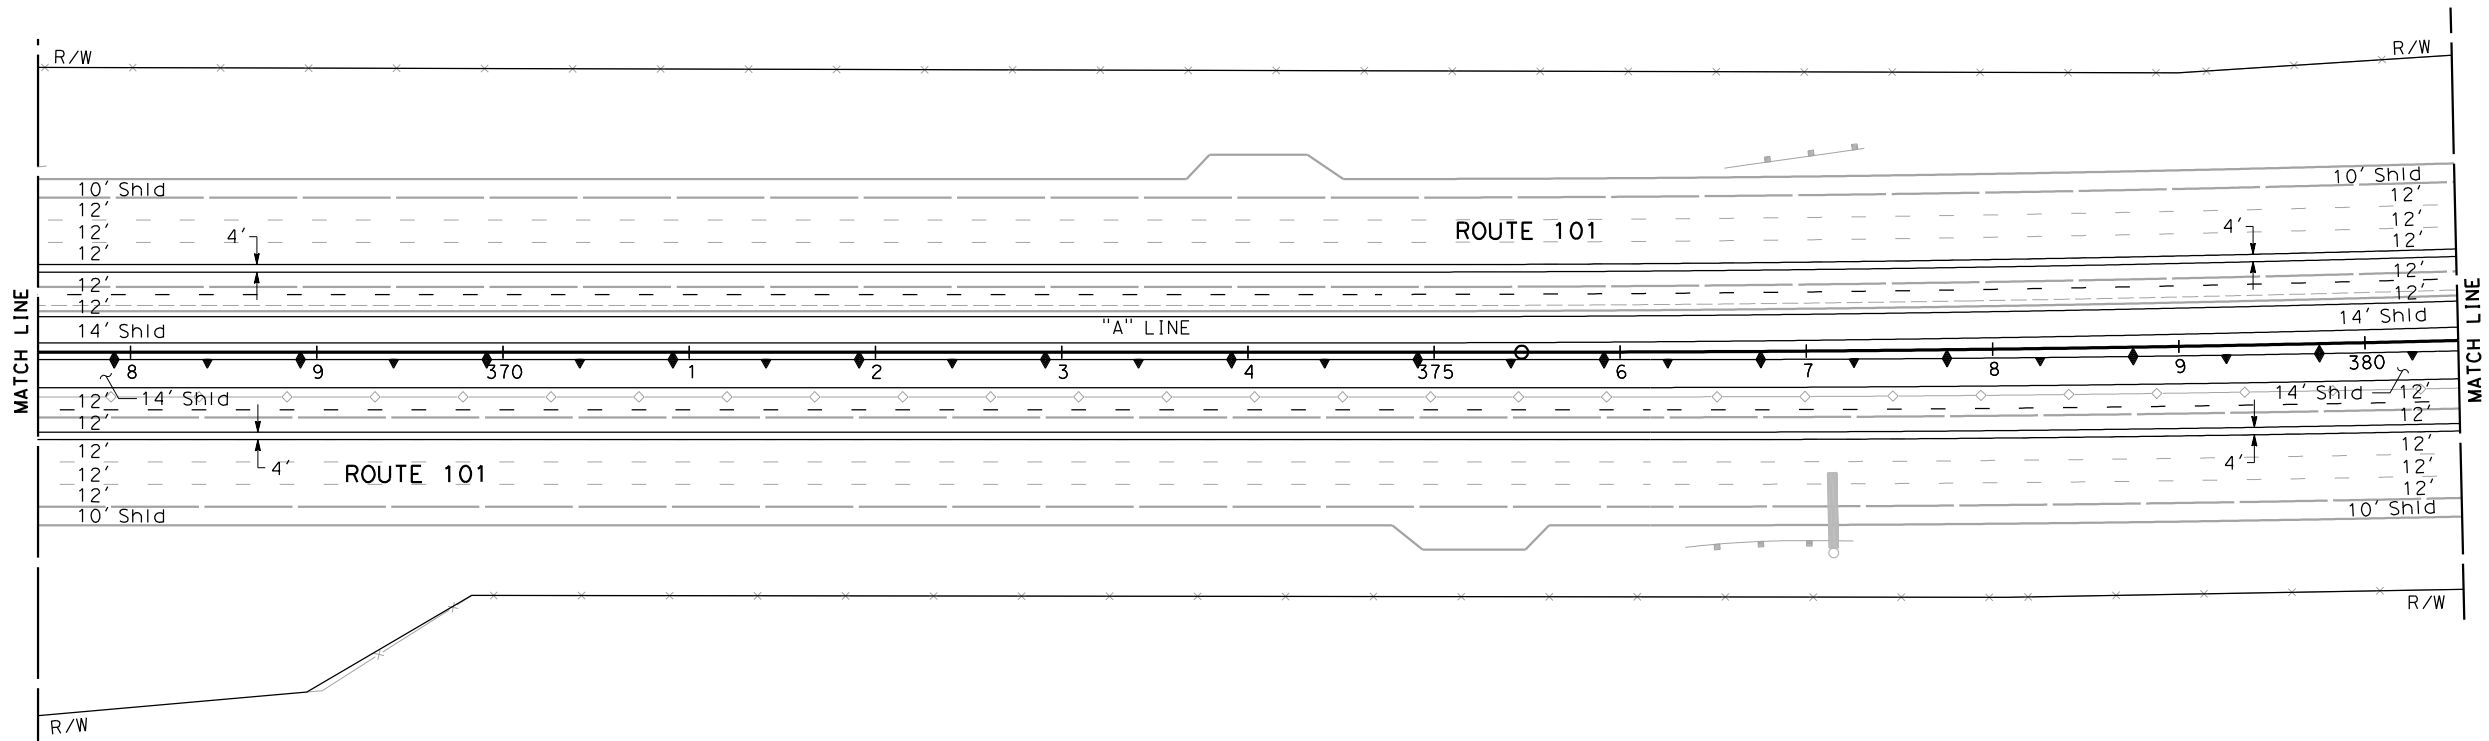 R/W R/W
10' Shld 10' Shld
12' 12'
12' ROUTE 101 12'
4' 4'
12' 12'
12' 12'
12' 12'
14' Shld 14' Shld
"A" LINE
MATCH LINE MATCH LINE
8 9 370 1 2 3 4 375 6 7 8 9 380
12' 14' Shld 14' Shld 12'
12' 12'
12' 12'
4' 4'
12' ROUTE 101 12'
12' 12'
10' Shld 10' Shld
R/W
R/W